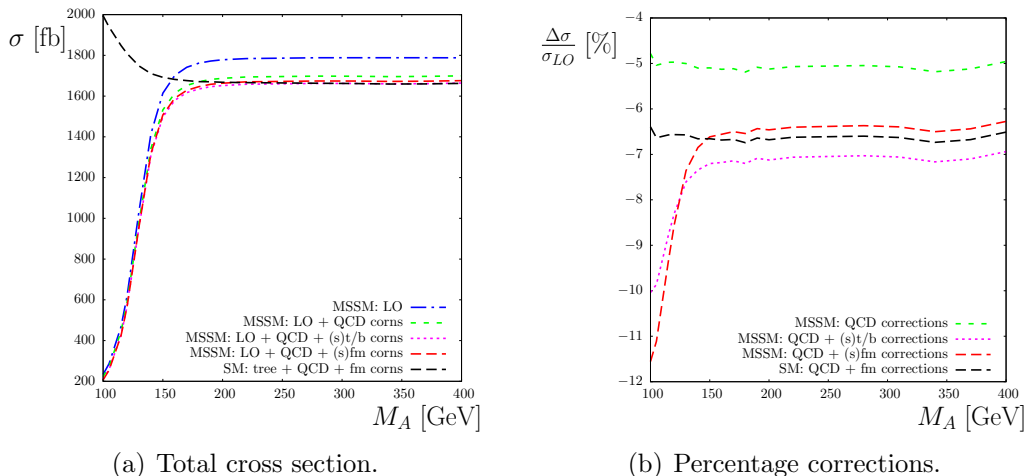 σ [fb]
2000
1800
1600
1400
1200
1000
800
600
400
200
MSSM: LO
MSSM: LO + QCD corns
MSSM: LO + QCD + (s)t/b corns
MSSM: LO + QCD + (s)fm corns
SM: tree + QCD + fm corns
100 150 200 250 300 350 400
M_A [GeV]
(a) Total cross section.
Δσ/σ_LO [%]
−4
−5
−6
−7
−8
−9
−10
−11
−12
MSSM: QCD corrections
MSSM: QCD + (s)t/b corrections
MSSM: QCD + (s)fm corrections
SM: QCD + fm corrections
100 150 200 250 300 350 400
M_A [GeV]
(b) Percentage corrections.